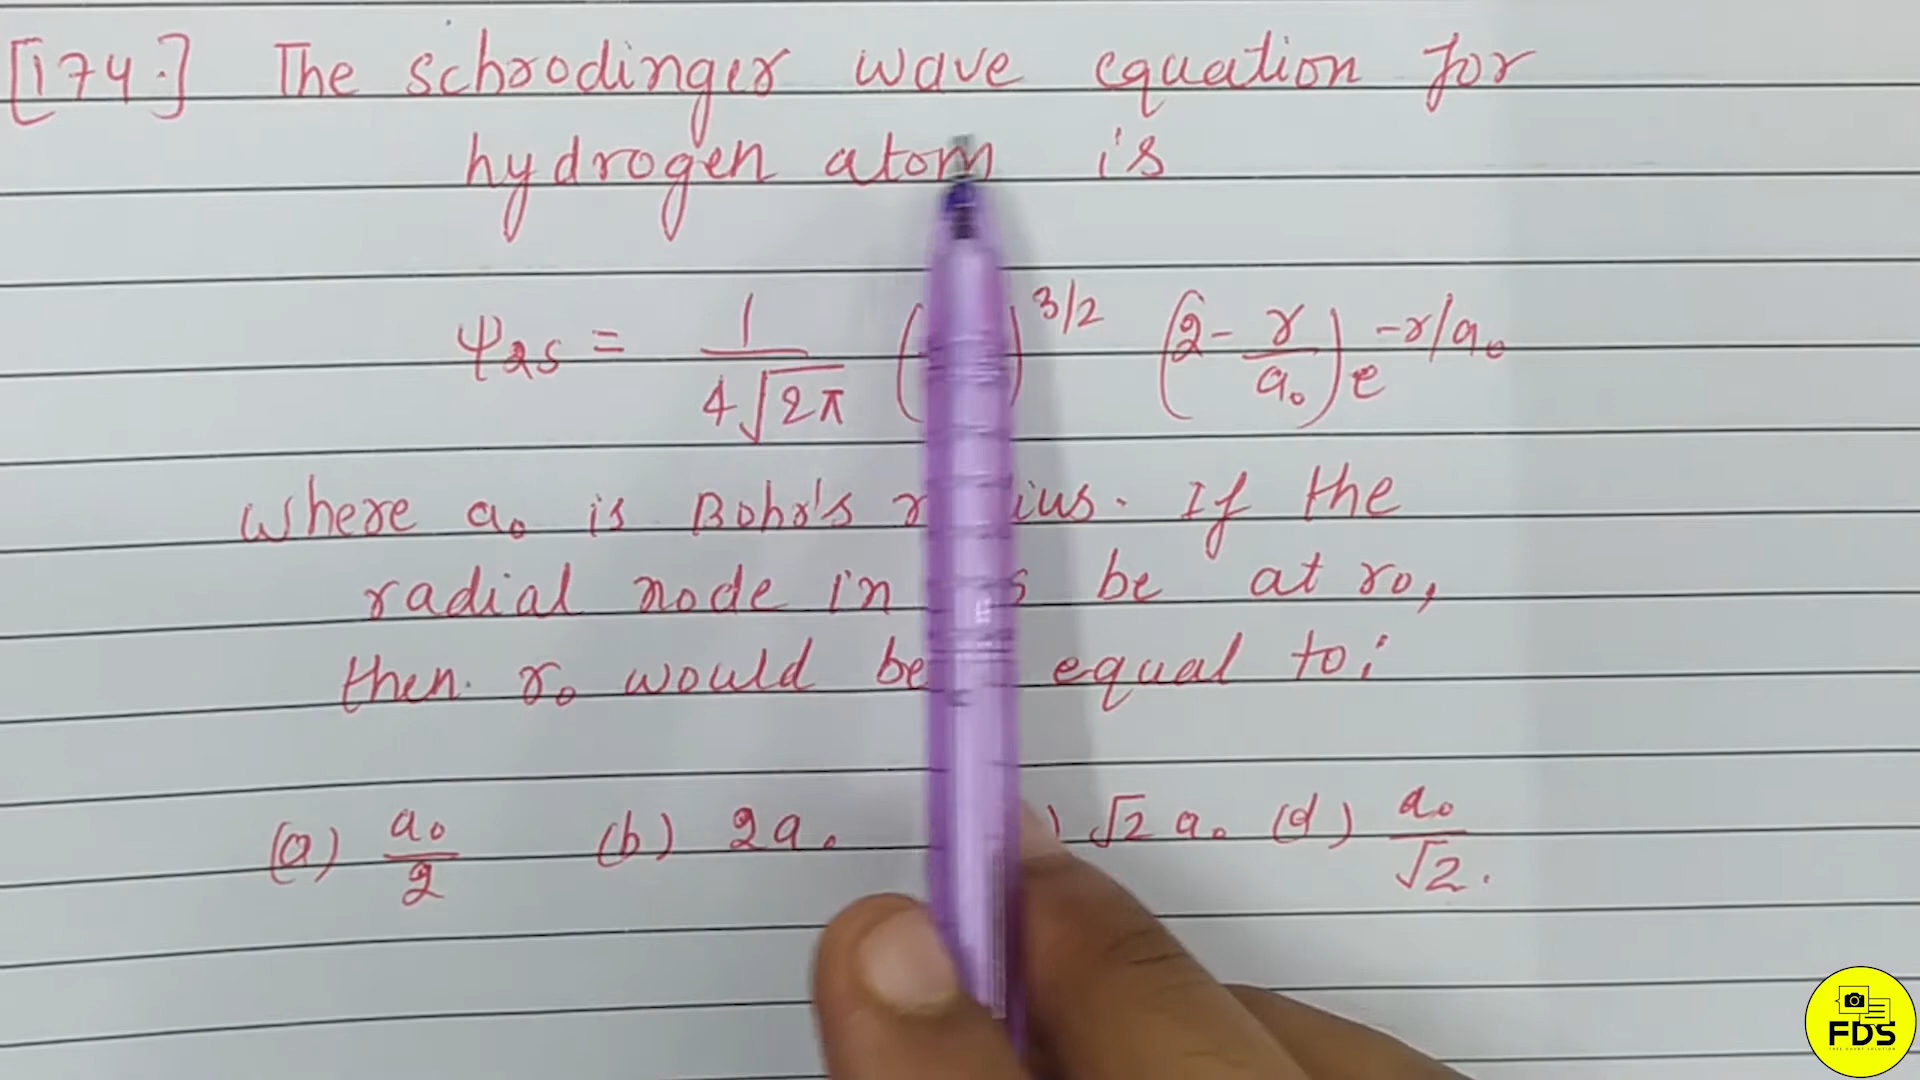 [174.] The schrodinger wave equation for
hydrogen atom is
ψ2s = 1/4√2π ( )^3/2 (2 - r/a₀) e^-r/a₀
where a₀ is Bohr's ius. If the
radial node in s be at ro,
then. r₀ would be equal to:
(a) a₀/2 (b) 2a₀ ) √2 a₀ (d) a₀/√2.
FDS